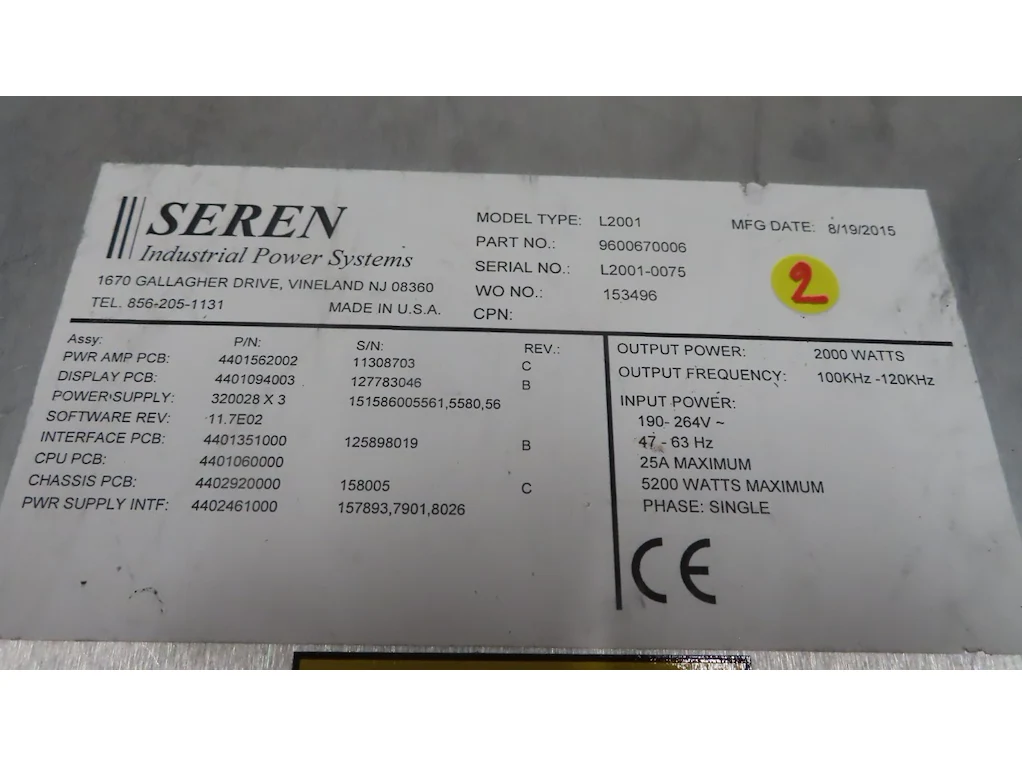 SEREN
Industrial Power Systems
1670 GALLAGHER DRIVE, VINELAND NJ 08360
TEL. 856-205-1131 MADE IN U.S.A.
MODEL TYPE: L2001 MFG DATE: 8/19/2015
PART NO.: 9600670006
SERIAL NO.: L2001-0075
WO NO.: 153496
CPN:
2
Assy: P/N: S/N: REV.:
PWR AMP PCB: 4401562002 11308703 C
DISPLAY PCB: 4401094003 127783046 B
POWER SUPPLY: 320028 X 3 151586005561,5580,56
SOFTWARE REV: 11.7E02
INTERFACE PCB: 4401351000 125898019 B
CPU PCB: 4401060000
CHASSIS PCB: 4402920000 158005 C
PWR SUPPLY INTF: 4402461000 157893,7901,8026
OUTPUT POWER: 2000 WATTS
OUTPUT FREQUENCY: 100KHz -120KHz
INPUT POWER:
190- 264V ~
47 - 63 Hz
25A MAXIMUM
5200 WATTS MAXIMUM
PHASE: SINGLE
CE